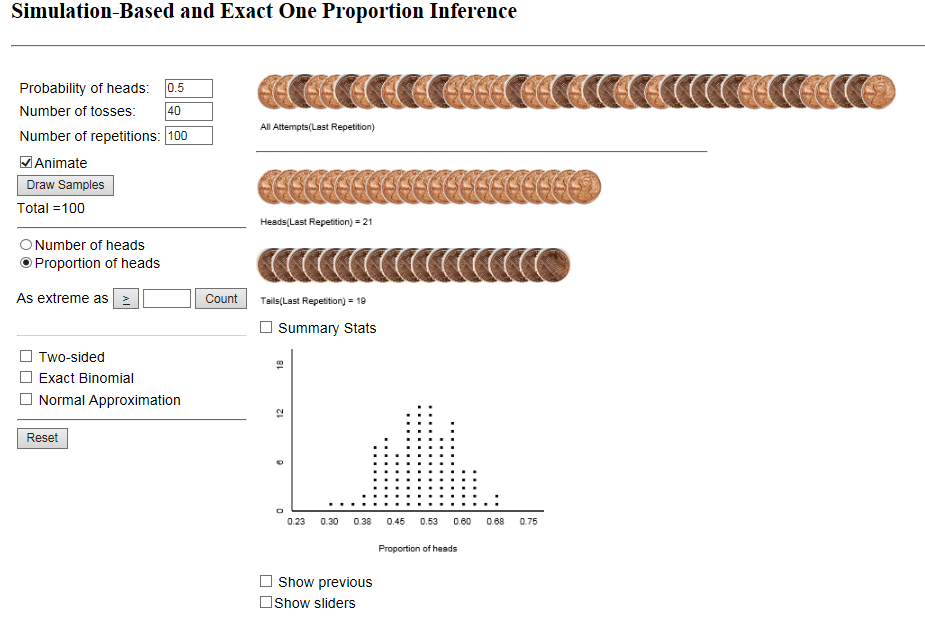 Simulation-Based and Exact One Proportion Inference
Probability of heads: 0.5
Number of tosses: 40
Number of repetitions: 100
Animate
Draw Samples
Total =100
Number of heads
Proportion of heads
As extreme as ≥ Count
Two-sided
Exact Binomial
Normal Approximation
Reset
All Attempts(Last Repetition)
Heads(Last Repetition) = 21
Tails(Last Repetition) = 19
Summary Stats
18
12
6
0
0.23 0.30 0.38 0.45 0.53 0.60 0.68 0.75
Proportion of heads
Show previous
Show sliders